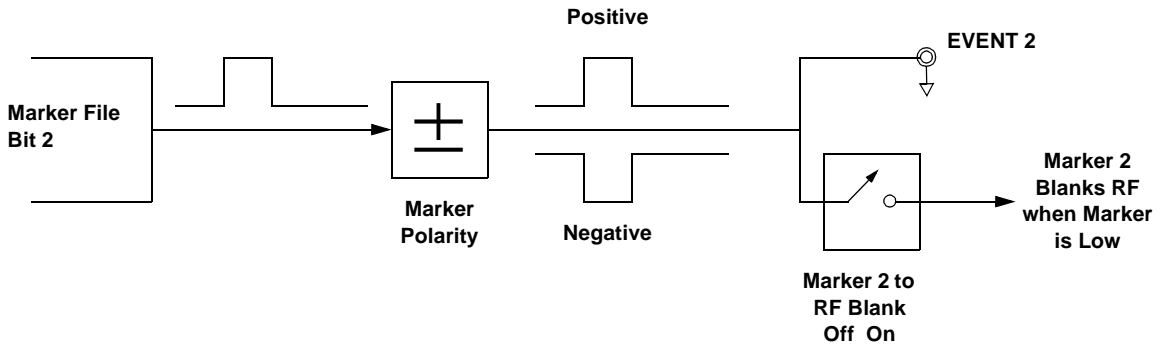 Positive
EVENT 2
Marker File
Bit 2
±
Marker
Polarity
Negative
Marker 2
Blanks RF
when Marker
is Low
Marker 2 to
RF Blank
Off On